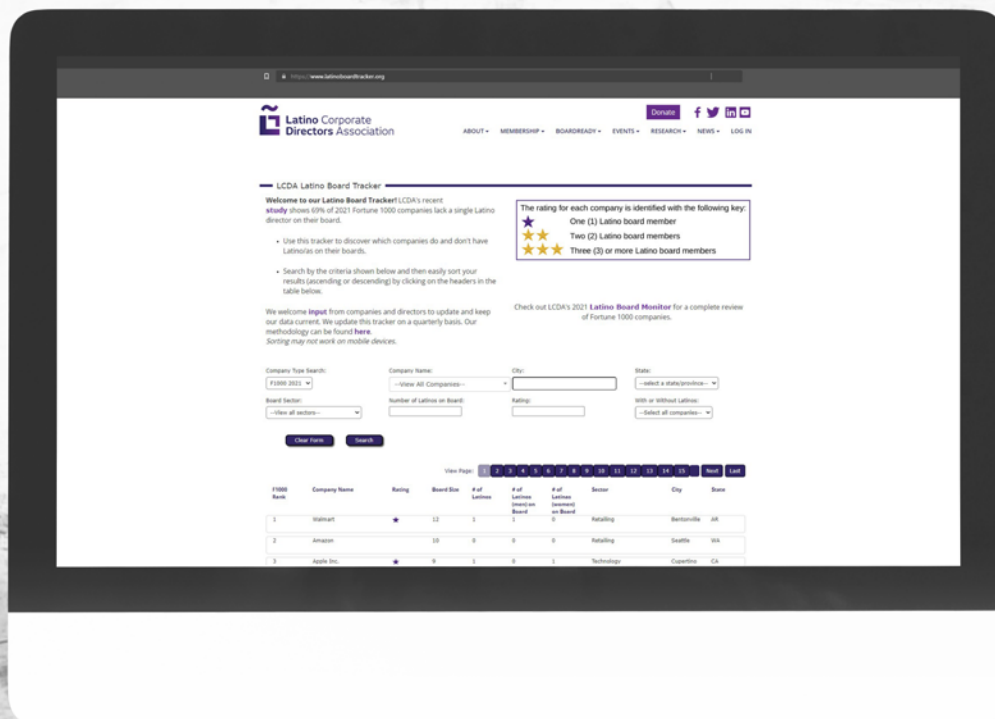 https://www.latinoboardtracker.org
Latino Corporate
Directors Association
Donate
ABOUT MEMBERSHIP BOARDREADY EVENTS RESEARCH NEWS LOG IN
LCDA Latino Board Tracker
Welcome to our Latino Board Tracker! LCDA's recent
study shows 69% of 2021 Fortune 1000 companies lack a single Latino
director on their board.
• Use this tracker to discover which companies do and don't have
Latino/as on their boards.
• Search by the criteria shown below and then easily sort your
results (ascending or descending) by clicking on the headers in the
table below.
We welcome input from companies and directors to update and keep
our data current. We update this tracker on a quarterly basis. Our
methodology can be found here.
Sorting may not work on mobile devices.
The rating for each company is identified with the following key:
One (1) Latino board member
Two (2) Latino board members
Three (3) or more Latino board members
Check out LCDA's 2021 Latino Board Monitor for a complete review
of Fortune 1000 companies.
Company Type Search: Company Name: City: State:
F1000 2021 --View All Companies-- --select a state/province--
Board Sector: Number of Latinos on Board: Rating: With or Without Latinos:
--View all sectors-- --Select all companies--
Clear Form Search
View Page: 1 2 3 4 5 6 7 8 9 10 11 12 13 14 15 Next Last
F1000 Rank Company Name Rating Board Size # of Latinos # of Latinos (men) on Board # of Latinas (women) on Board Sector City State
1 Walmart ★ 12 1 1 0 Retailing Bentonville AR
2 Amazon 10 0 0 0 Retailing Seattle WA
3 Apple Inc. ★ 9 1 0 1 Technology Cupertino CA